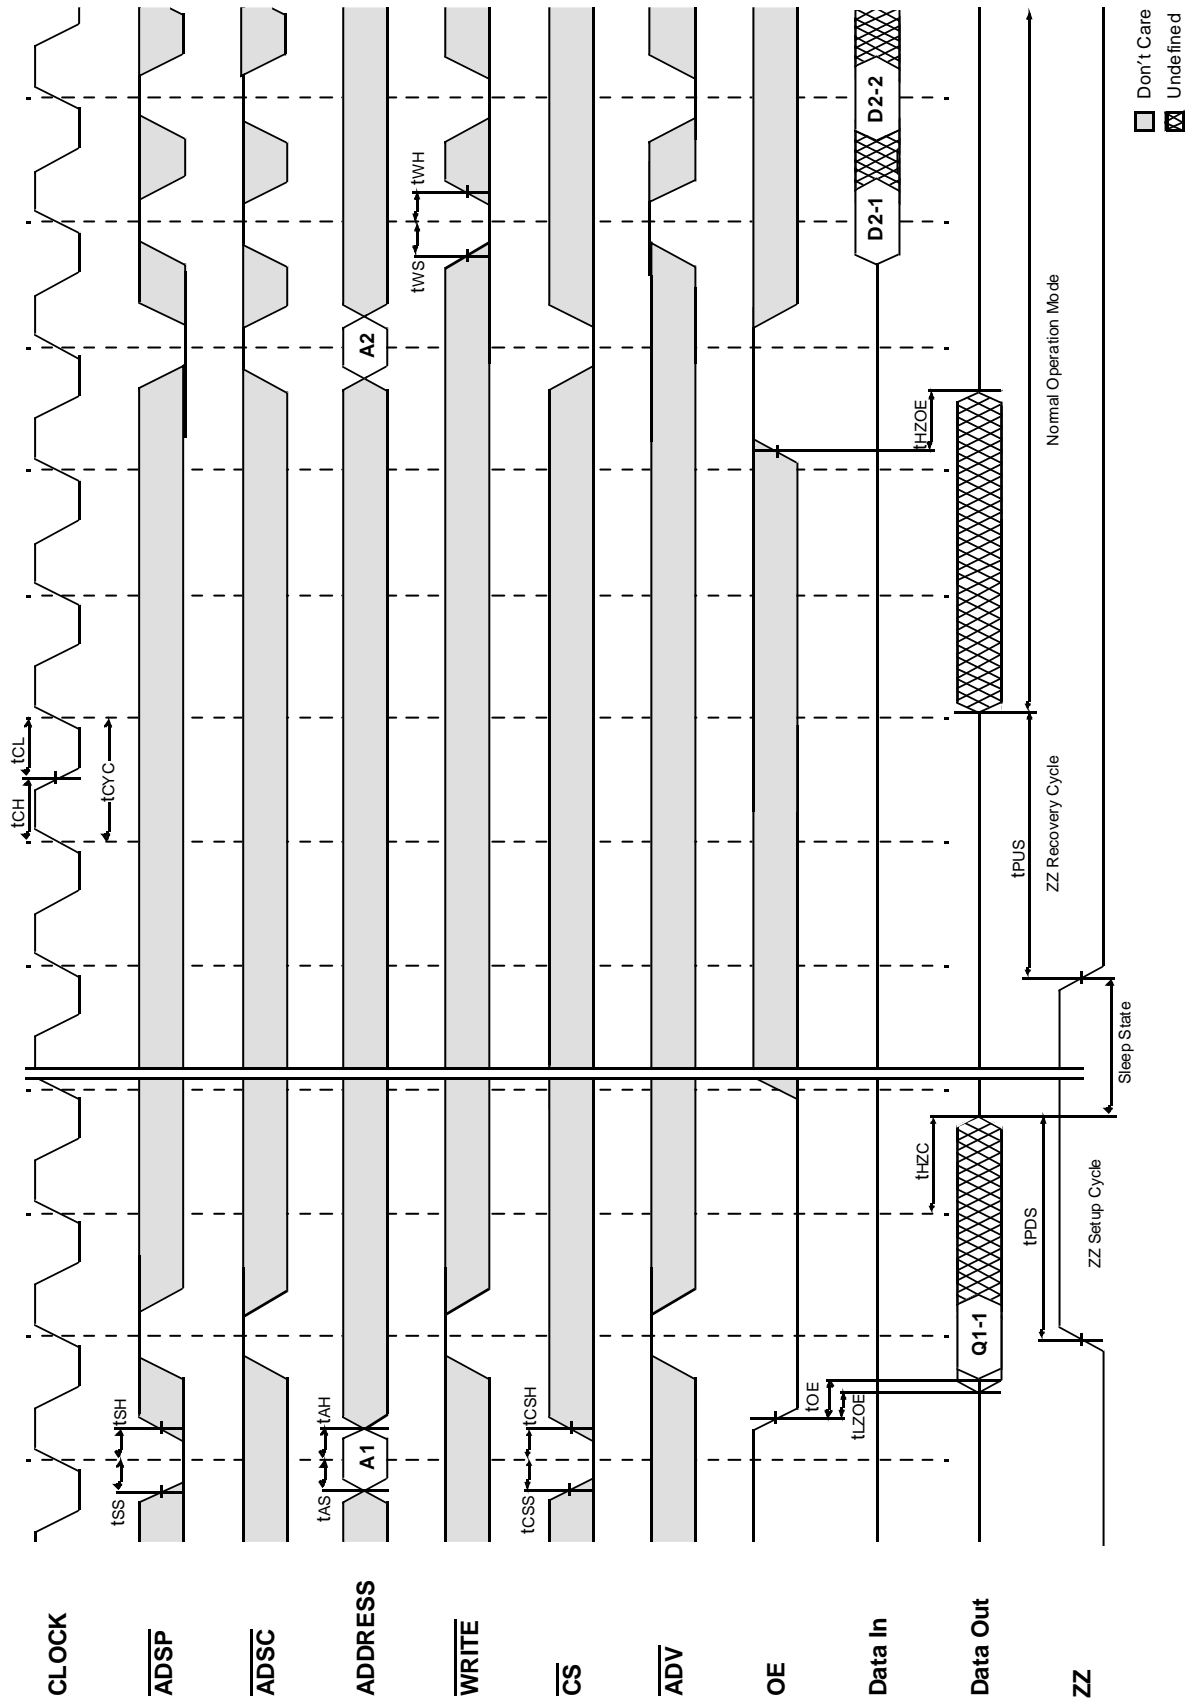 CLOCK
tCH
tCL
tCYC
ADSP
tSS
tSH
ADSC
ADDRESS
tAS
tAH
A1
A2
WRITE
tWS
tWH
CS
tCSS
tCSH
ADV
OE
tOE
tLZOE
tHZOE
Data In
D2-1
D2-2
Data Out
tHZC
Q1-1
ZZ
tPDS
tPUS
ZZ Setup Cycle
ZZ Recovery Cycle
Normal Operation Mode
Sleep State
Don't Care
Undefined